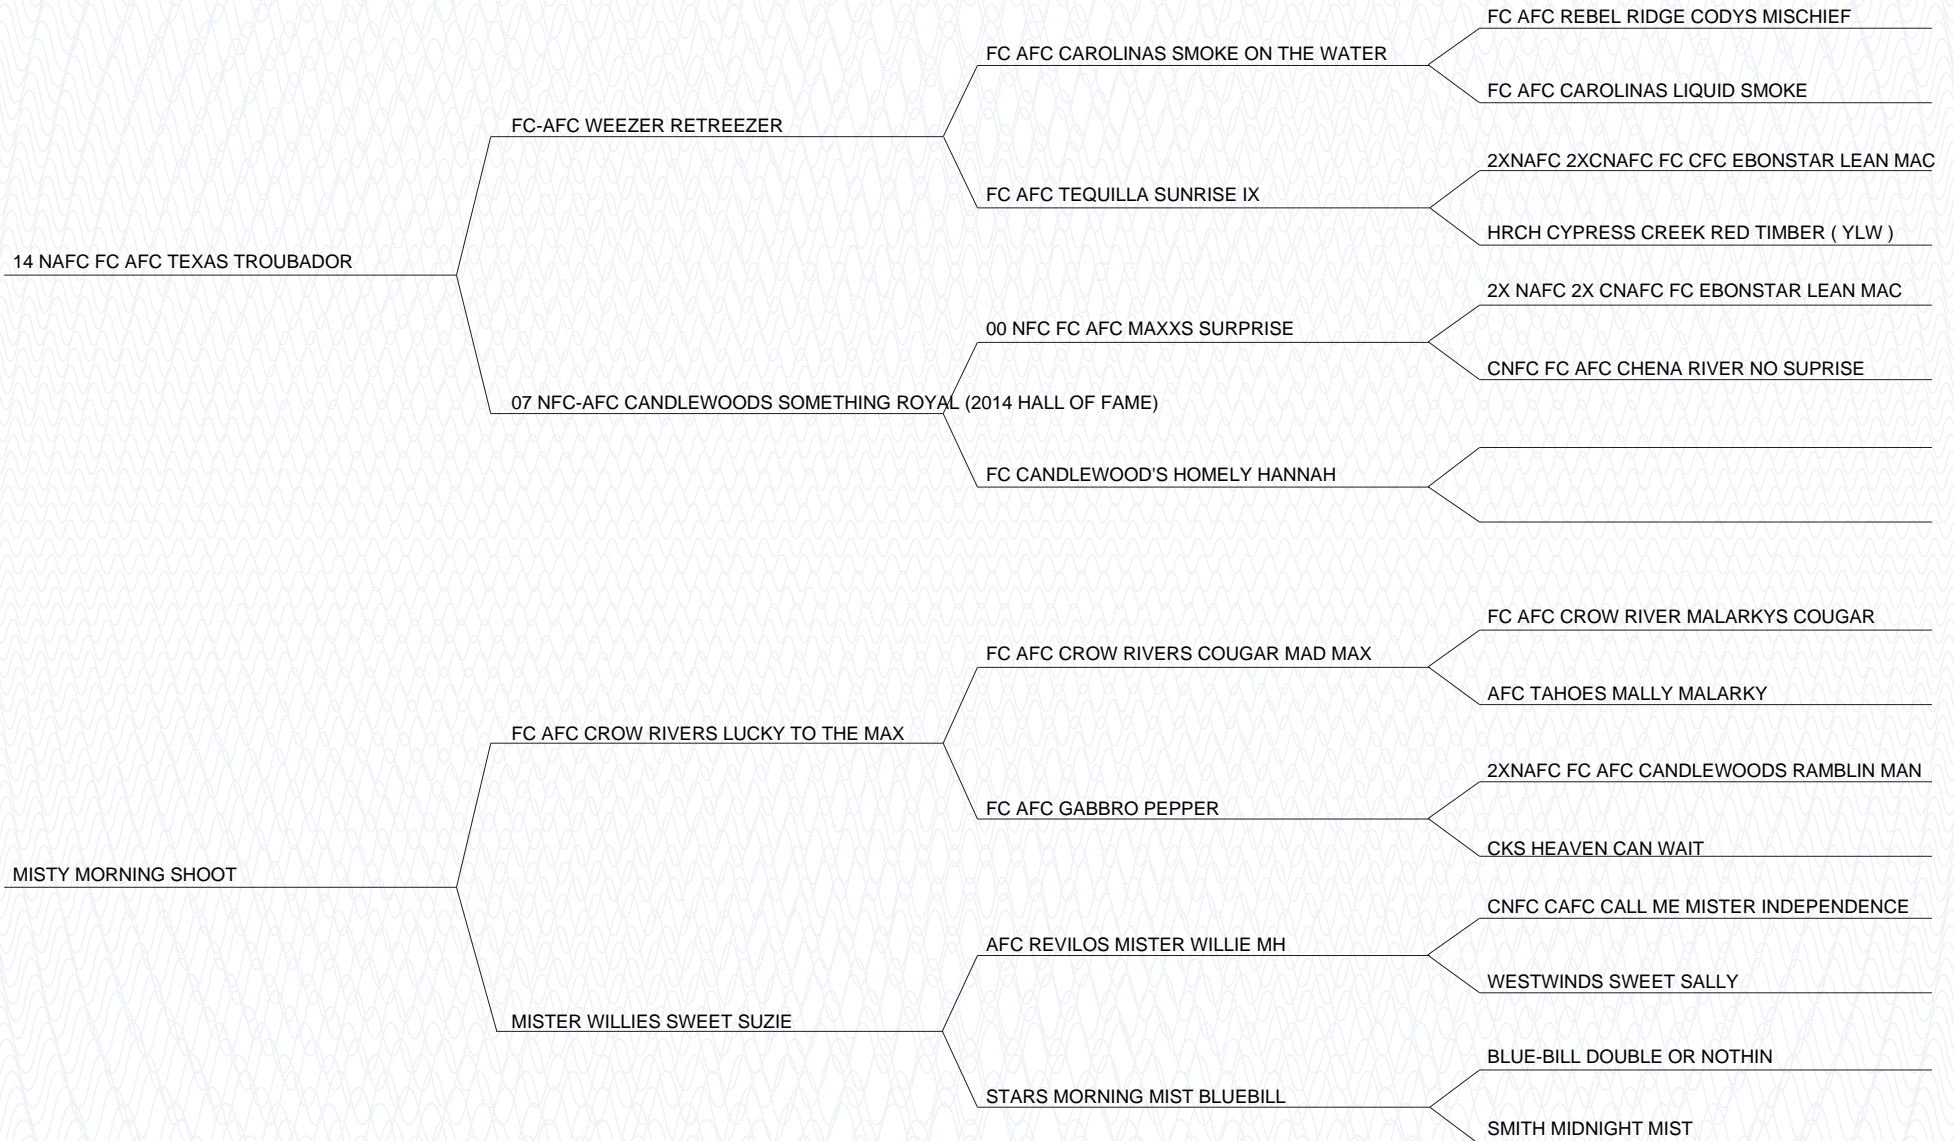 FC AFC REBEL RIDGE CODYS MISCHIEF
FC AFC CAROLINAS SMOKE ON THE WATER
FC AFC CAROLINAS LIQUID SMOKE
FC-AFC WEEZER RETREEZER
2XNAFC 2XCNAFC FC CFC EBONSTAR LEAN MAC
FC AFC TEQUILLA SUNRISE IX
HRCH CYPRESS CREEK RED TIMBER ( YLW )
14 NAFC FC AFC TEXAS TROUBADOR
2X NAFC 2X CNAFC FC EBONSTAR LEAN MAC
00 NFC FC AFC MAXXS SURPRISE
CNFC FC AFC CHENA RIVER NO SUPRISE
07 NFC-AFC CANDLEWOODS SOMETHING ROYAL (2014 HALL OF FAME)
FC CANDLEWOOD'S HOMELY HANNAH
FC AFC CROW RIVER MALARKYS COUGAR
FC AFC CROW RIVERS COUGAR MAD MAX
AFC TAHOES MALLY MALARKY
FC AFC CROW RIVERS LUCKY TO THE MAX
2XNAFC FC AFC CANDLEWOODS RAMBLIN MAN
FC AFC GABBRO PEPPER
CKS HEAVEN CAN WAIT
MISTY MORNING SHOOT
CNFC CAFC CALL ME MISTER INDEPENDENCE
AFC REVILOS MISTER WILLIE MH
WESTWINDS SWEET SALLY
MISTER WILLIES SWEET SUZIE
BLUE-BILL DOUBLE OR NOTHIN
STARS MORNING MIST BLUEBILL
SMITH MIDNIGHT MIST